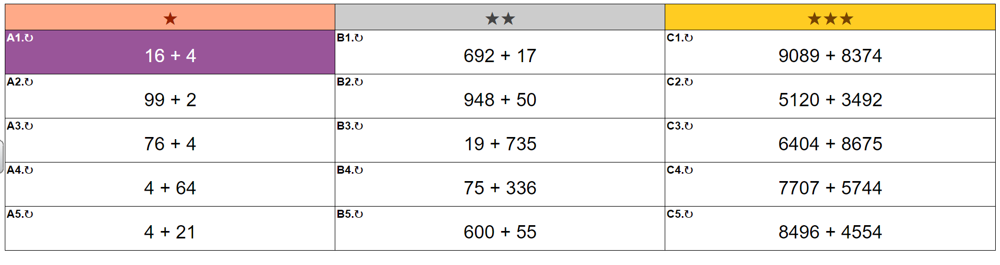 ★ ★★ ★★★
A1.↻ B1.↻ C1.↻
16 + 4 692 + 17 9089 + 8374
A2.↻ B2.↻ C2.↻
99 + 2 948 + 50 5120 + 3492
A3.↻ B3.↻ C3.↻
76 + 4 19 + 735 6404 + 8675
A4.↻ B4.↻ C4.↻
4 + 64 75 + 336 7707 + 5744
A5.↻ B5.↻ C5.↻
4 + 21 600 + 55 8496 + 4554